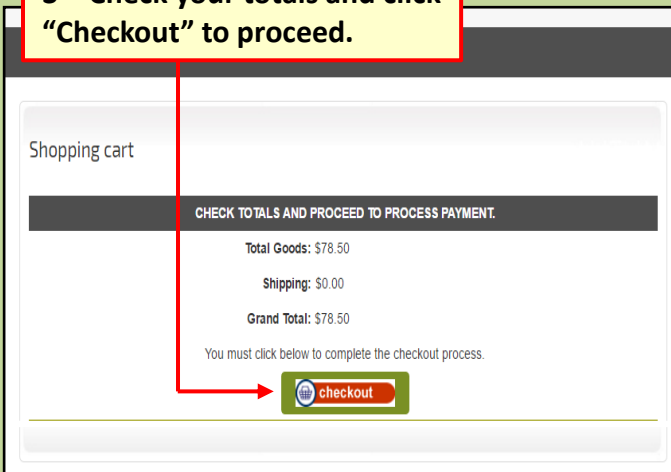 “Checkout” to proceed.
Shopping cart
CHECK TOTALS AND PROCEED TO PROCESS PAYMENT.
Total Goods: $78.50
Shipping: $0.00
Grand Total: $78.50
You must click below to complete the checkout process.
checkout